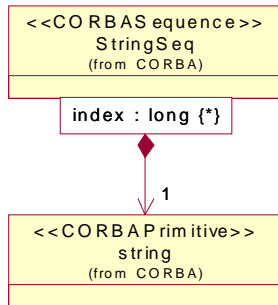 <<CORBASequence>>
StringSeq
(from CORBA)
index : long {*}
1
<<CORBAPrimitive>>
string
(from CORBA)